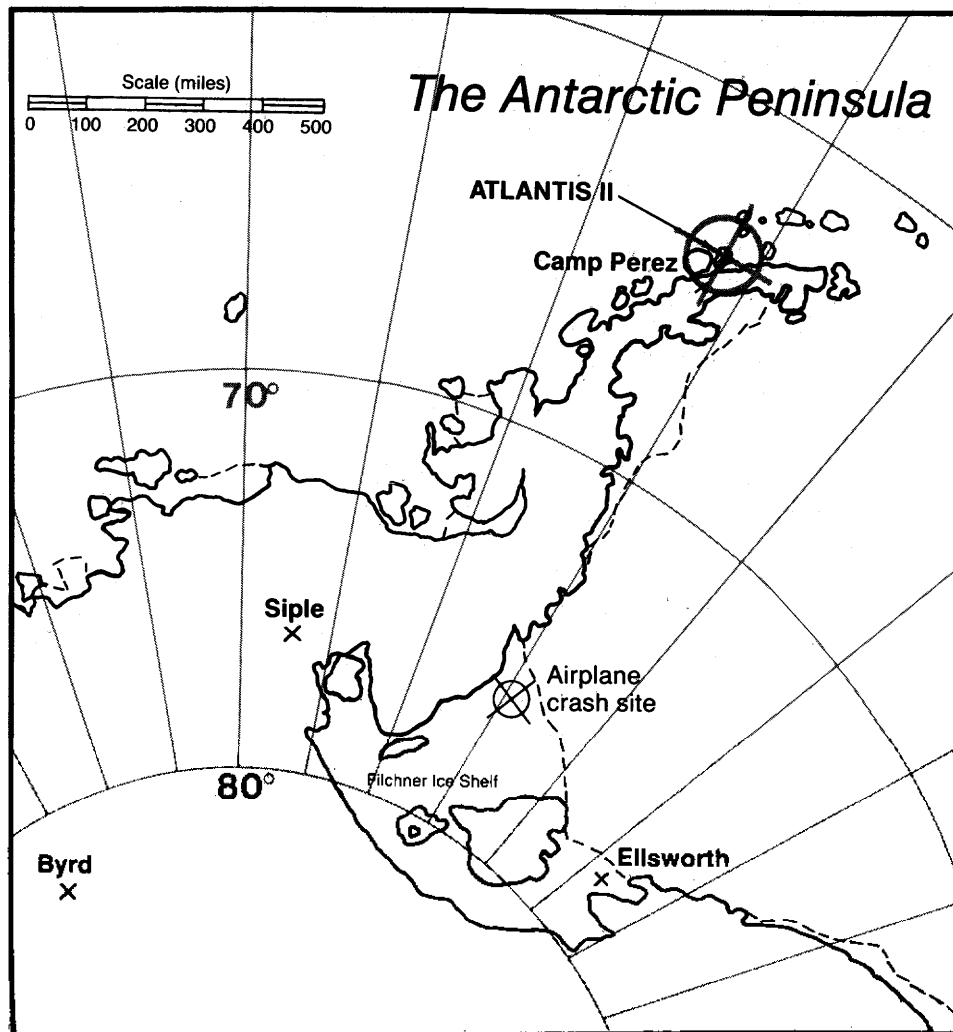 The Antarctic Peninsula
Scale (miles)
0 100 200 300 400 500
ATLANTIS II
Camp Perez
70°
Siple
Airplane
crash site
80°
Filchner Ice Shelf
Byrd
Ellsworth